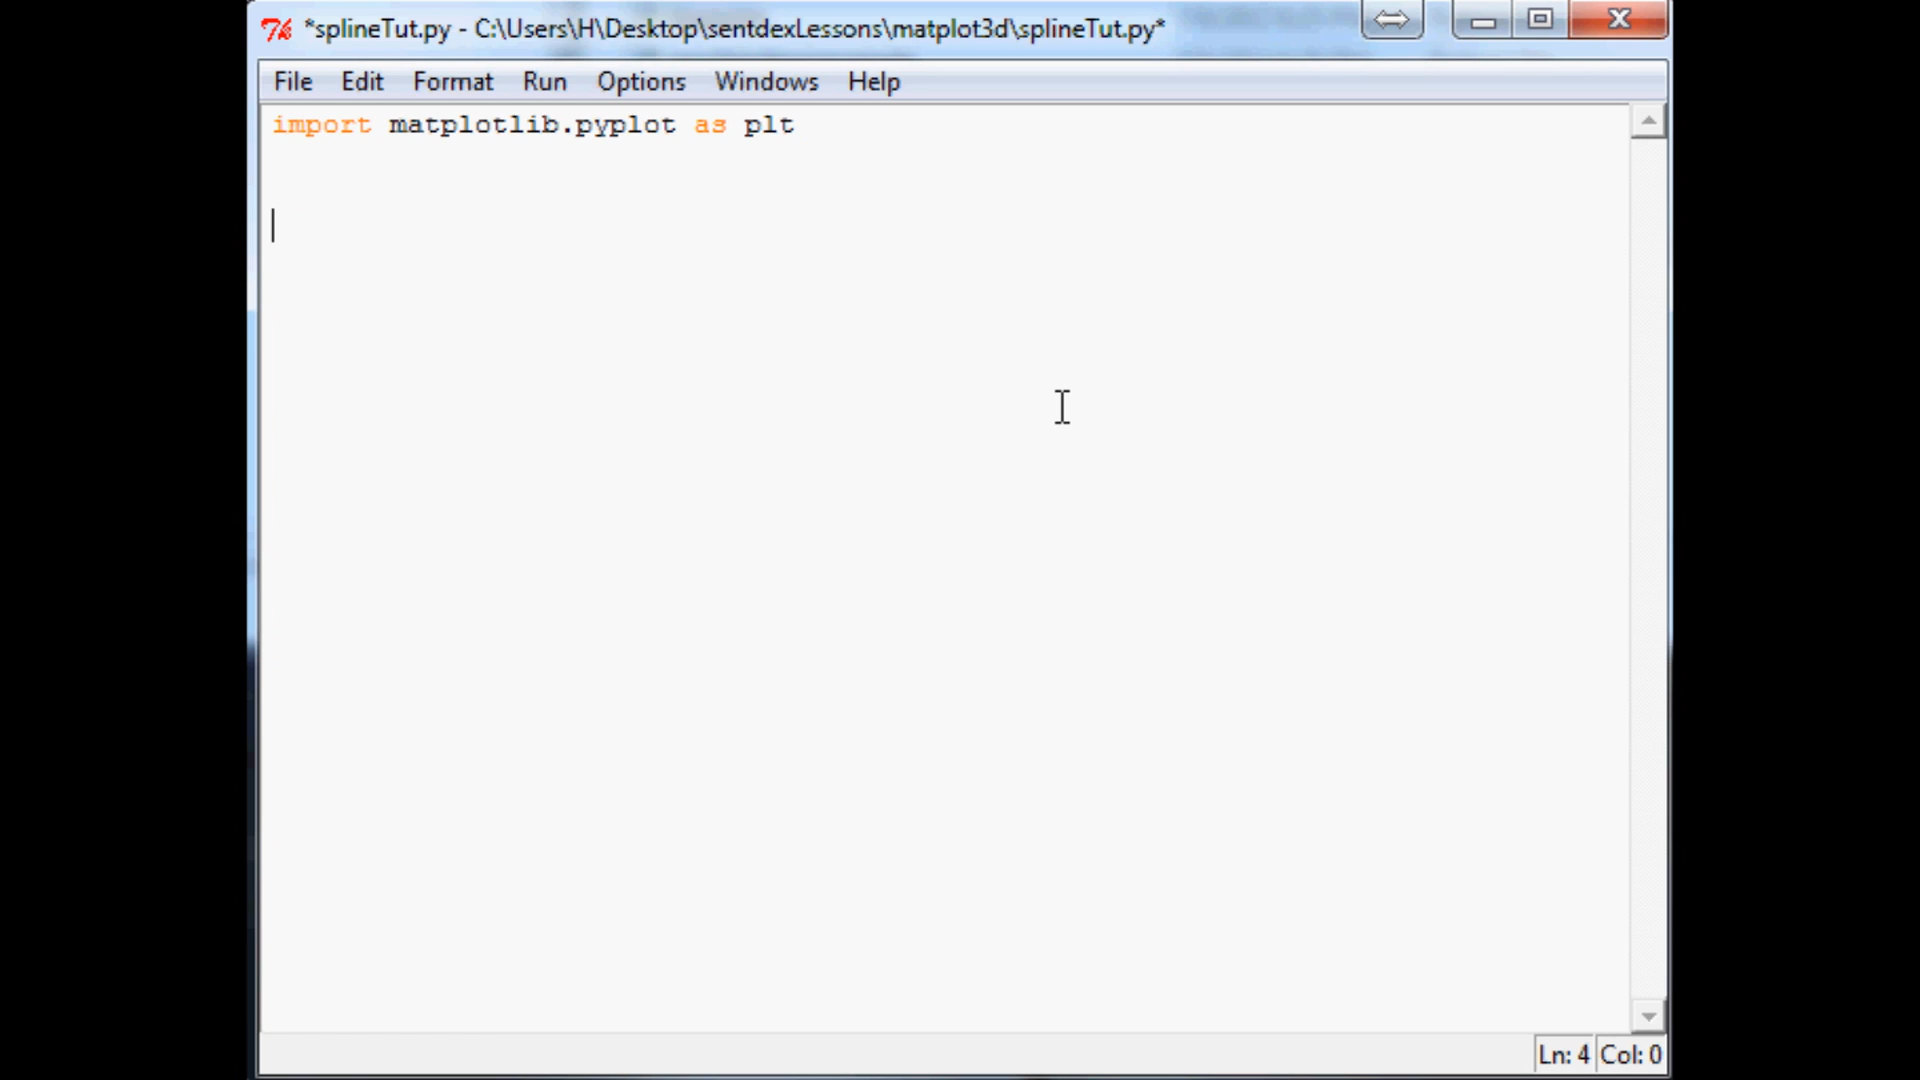 *splineTut.py - C:\Users\H\Desktop\sentdexLessons\matplot3d\splineTut.py*
File Edit Format Run Options Windows Help
import matplotlib.pyplot as plt
Ln: 4 Col: 0